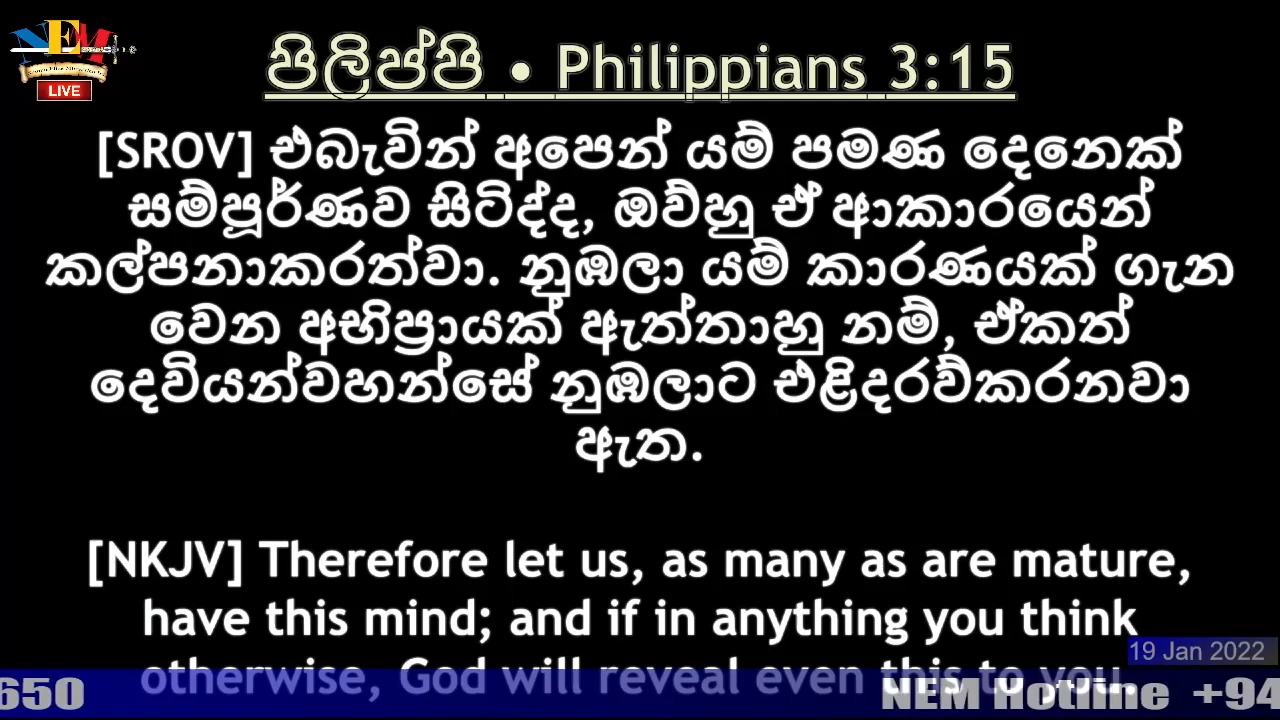 NEM
LIVE
පිලිප්පි • Philippians 3:15
[SROV] එබැවින් අපෙන් යම් පමණ දෙනෙක්
සම්පූර්ණව සිටිද්ද, ඔව්හු ඒ ආකාරයෙන්
කල්පනාකරත්වා. නුඹලා යම් කාරණයක් ගැන
වෙන අභිප්‍රායක් ඇත්තාහු නම්, ඒකත්
දෙවියන්වහන්සේ නුඹලාට එළිදරව්කරනවා
ඇත.
[NKJV] Therefore let us, as many as are mature,
have this mind; and if in anything you think
otherwise, God will reveal even this to you.
19 Jan 2022
650 NEM Hotline +94